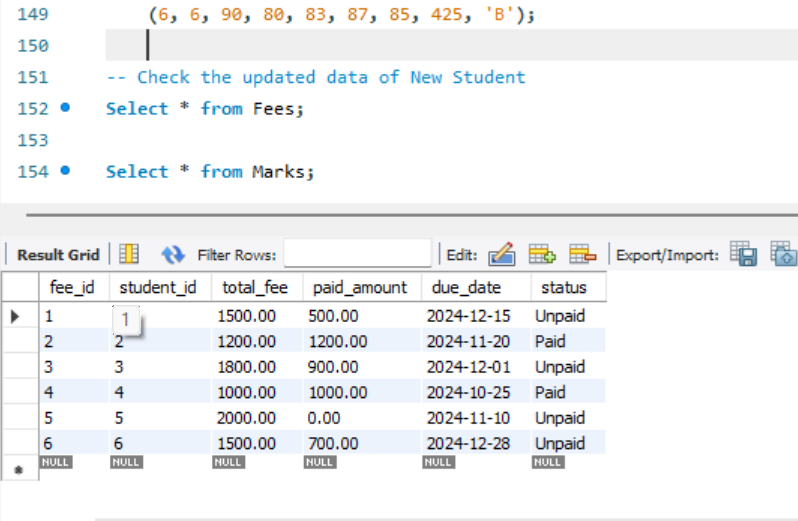 149 (6, 6, 90, 80, 83, 87, 85, 425, 'B');
150
151 -- Check the updated data of New Student
152 Select * from Fees;
153
154 Select * from Marks;
Result Grid Filter Rows: Edit: Export/Import:
fee_id student_id total_fee paid_amount due_date status
1 1 1500.00 500.00 2024-12-15 Unpaid
2 2 1200.00 1200.00 2024-11-20 Paid
3 3 1800.00 900.00 2024-12-01 Unpaid
4 4 1000.00 1000.00 2024-10-25 Paid
5 5 2000.00 0.00 2024-11-10 Unpaid
6 6 1500.00 700.00 2024-12-28 Unpaid
NULL NULL NULL NULL NULL NULL